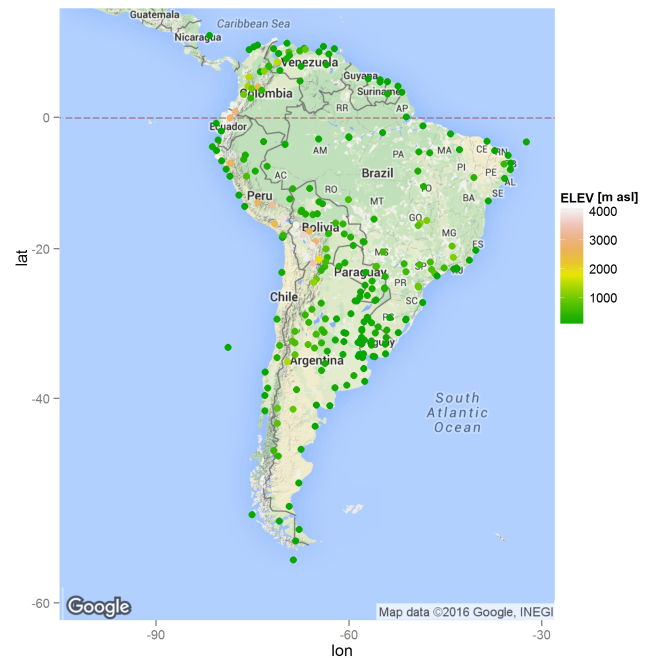 Guatemala
Caribbean Sea
Nicaragua
Venezuela
Guyana
Suriname
Colombia
RR
AP
0
Ecuador
AM
PA
MA
CE
RN
PI
PE
AL
Brazil
AC
RO
SE
Peru
MT
BA
ELEV [m asl]
4000
3000
2000
1000
GO
Bolivia
MG
ES
-20
lat
MS
SP
RJ
Paraguay
PR
Chile
SC
Argentina
-40
South
Atlantic
Ocean
-60
Google
Map data ©2016 Google, INEGI
-90
-60
-30
lon